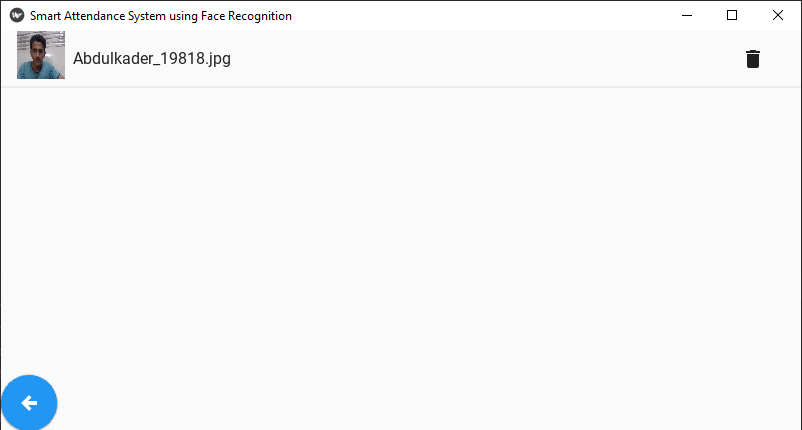 Smart Attendance System using Face Recognition
Abdulkader_19818.jpg